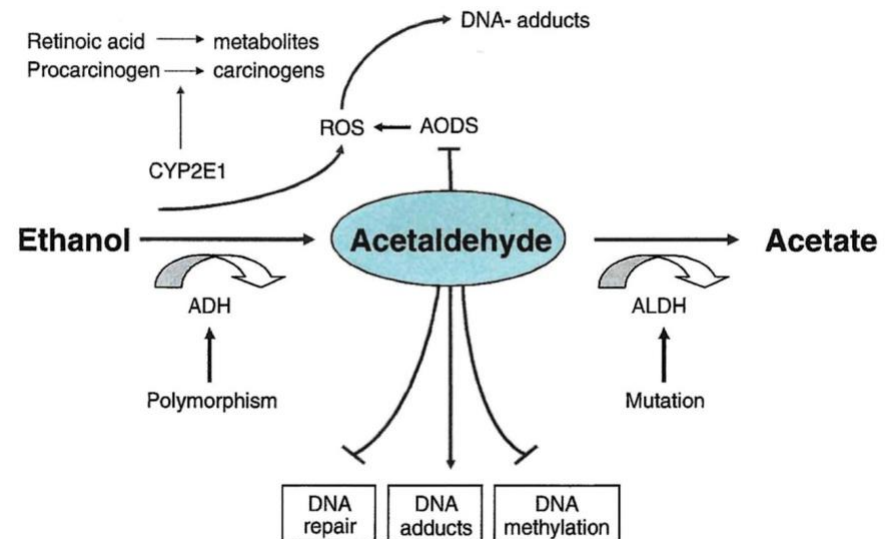 DNA- adducts
Retinoic acid metabolites
Procarcinogen carcinogens
ROS AODS
CYP2E1
Ethanol Acetaldehyde Acetate
ADH ALDH
Polymorphism Mutation
DNA DNA DNA
repair adducts methylation